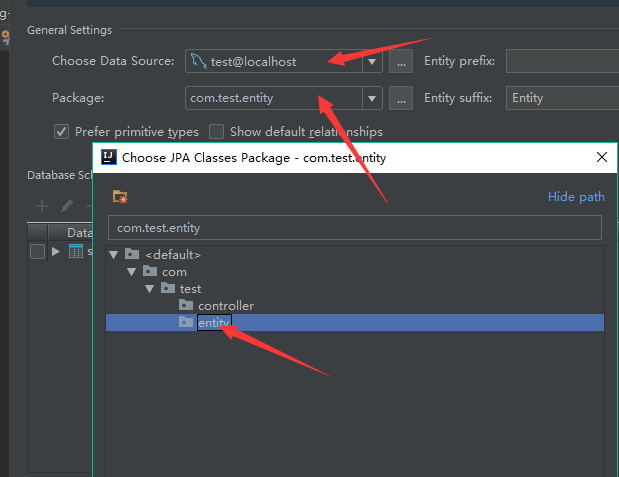 g-
General Settings
Choose Data Source: test@localhost ... Entity prefix:
Package: com.test.entity ... Entity suffix: Entity
Prefer primitive types Show default relationships
Database Sch
IJ Choose JPA Classes Package - com.test.entity
Hide path
com.test.entity
Data
<default>
s
com
test
controller
entity